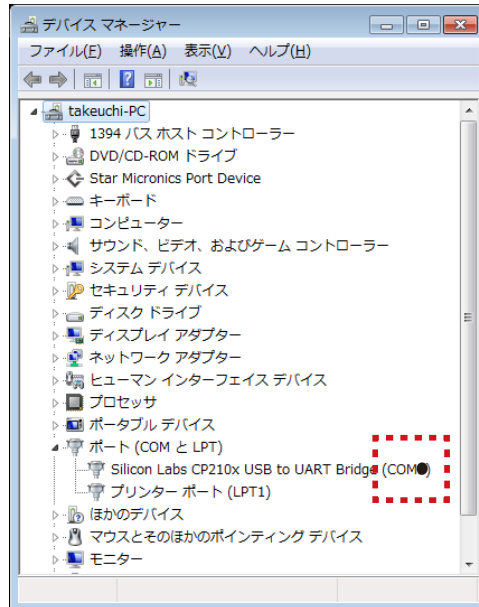 デバイス マネージャー
ファイル(F) 操作(A) 表示(V) ヘルプ(H)
takeuchi-PC
1394 バス ホスト コントローラー
DVD/CD-ROM ドライブ
Star Micronics Port Device
キーボード
コンピューター
サウンド、ビデオ、およびゲーム コントローラー
システム デバイス
セキュリティ デバイス
ディスク ドライブ
ディスプレイ アダプター
ネットワーク アダプター
ヒューマン インターフェイス デバイス
プロセッサ
ポータブル デバイス
ポート (COM と LPT)
Silicon Labs CP210x USB to UART Bridge (COM●)
プリンター ポート (LPT1)
ほかのデバイス
マウスとそのほかのポインティング デバイス
モニター